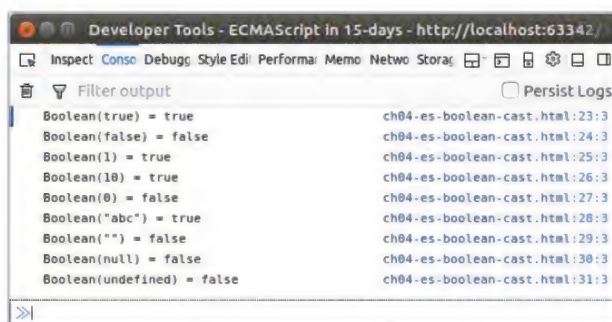 Developer Tools - ECMAScript in 15-days - http://localhost:63342/
Inspect Conso Debugg Style Edi Performa Memo Netwo Storag
Filter output Persist Logs
Boolean(true) = true ch04-es-boolean-cast.html:23:3
Boolean(false) = false ch04-es-boolean-cast.html:24:3
Boolean(1) = true ch04-es-boolean-cast.html:25:3
Boolean(10) = true ch04-es-boolean-cast.html:26:3
Boolean(0) = false ch04-es-boolean-cast.html:27:3
Boolean("abc") = true ch04-es-boolean-cast.html:28:3
Boolean("") = false ch04-es-boolean-cast.html:29:3
Boolean(null) = false ch04-es-boolean-cast.html:30:3
Boolean(undefined) = false ch04-es-boolean-cast.html:31:3